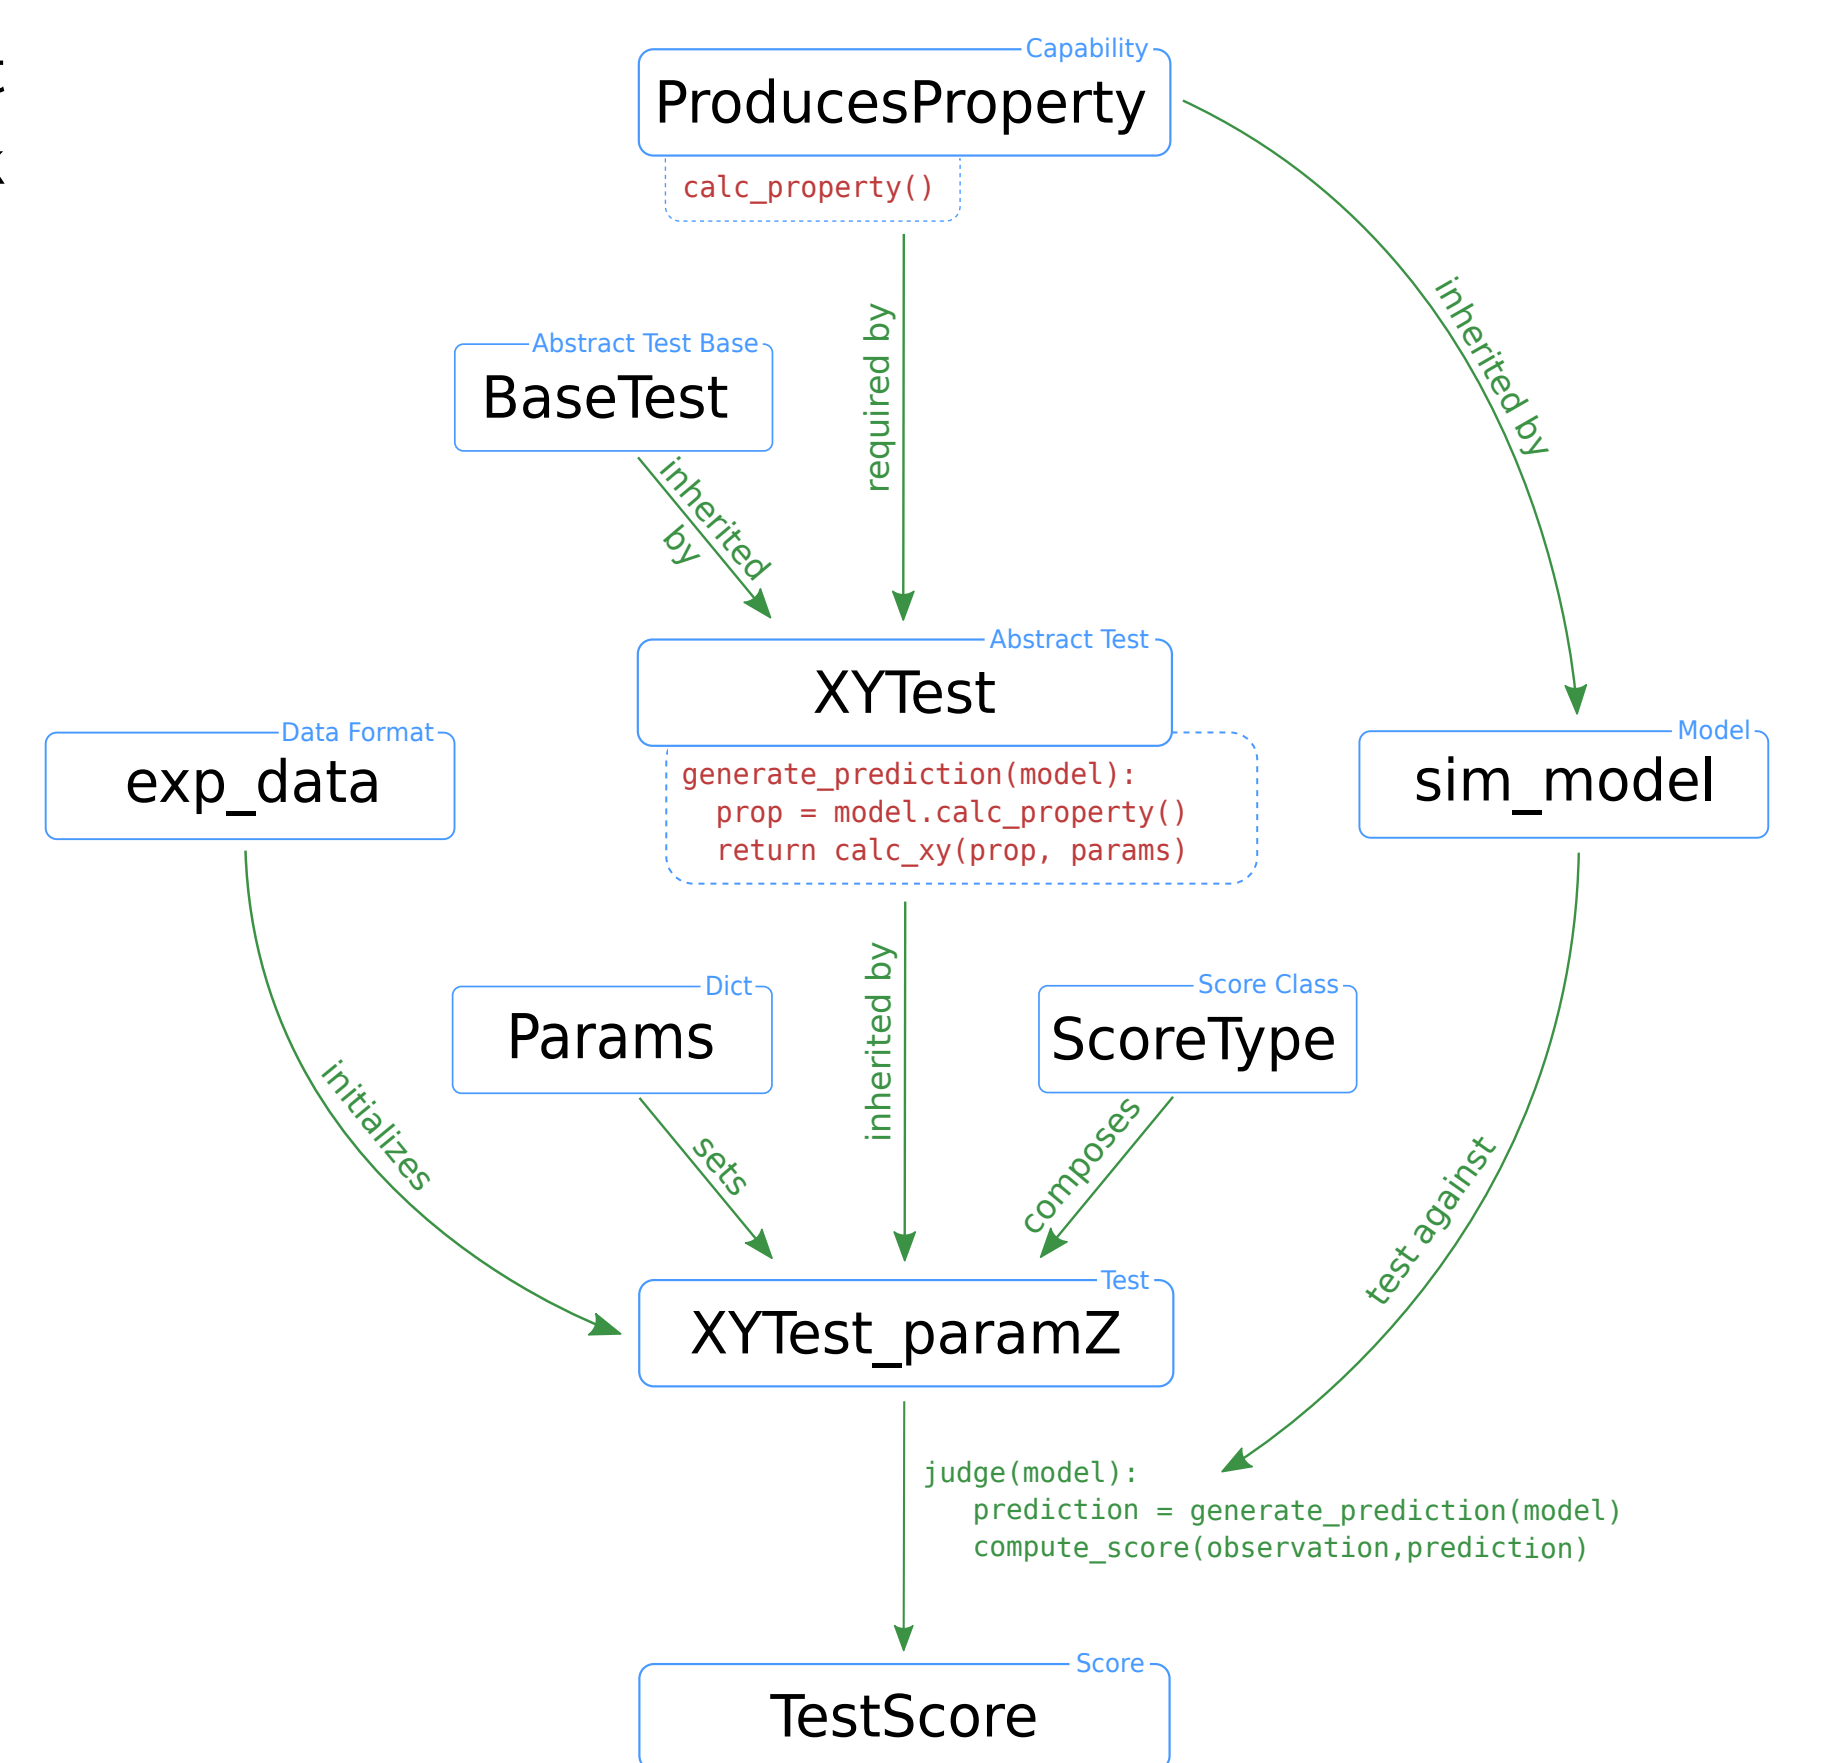 Capability
ProducesProperty
calc_property()
Abstract Test Base
BaseTest
required by
inherited by
inherited
by
Abstract Test
XYTest
generate_prediction(model):
prop = model.calc_property()
return calc_xy(prop, params)
Data Format
exp_data
Model
sim_model
Dict
Params
inherited by
Score Class
ScoreType
initializes
sets
composes
test against
Test
XYTest_paramZ
judge(model):
prediction = generate_prediction(model)
compute_score(observation,prediction)
Score
TestScore